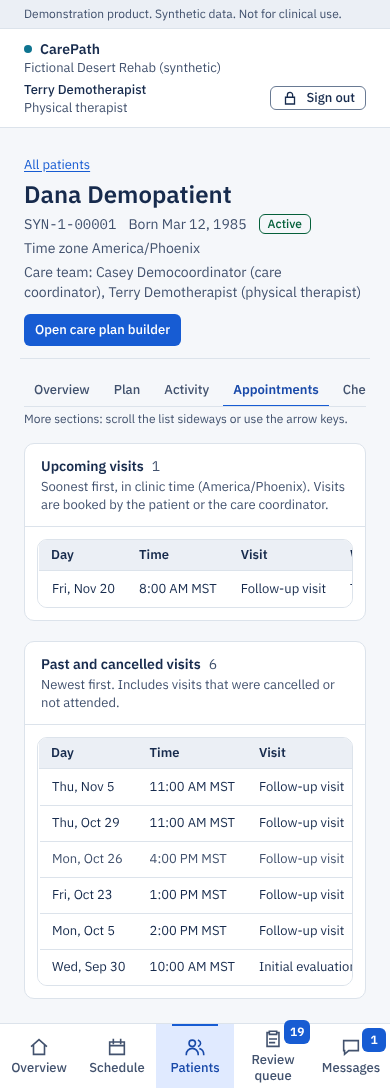 Demonstration product. Synthetic data. Not for clinical use.
CarePath
Fictional Desert Rehab (synthetic)
Terry Demotherapist
Physical therapist
Sign out
All patients
Dana Demopatient
SYN-1-00001 Born Mar 12, 1985 Active
Time zone America/Phoenix
Care team: Casey Democoordinator (care
coordinator), Terry Demotherapist (physical therapist)
Open care plan builder
Overview Plan Activity Appointments Che
More sections: scroll the list sideways or use the arrow keys.
Upcoming visits 1
Soonest first, in clinic time (America/Phoenix). Visits
are booked by the patient or the care coordinator.
Day Time Visit
Fri, Nov 20 8:00 AM MST Follow-up visit
Past and cancelled visits 6
Newest first. Includes visits that were cancelled or
not attended.
Day Time Visit
Thu, Nov 5 11:00 AM MST Follow-up visit
Thu, Oct 29 11:00 AM MST Follow-up visit
Mon, Oct 26 4:00 PM MST Follow-up visit
Fri, Oct 23 1:00 PM MST Follow-up visit
Mon, Oct 5 2:00 PM MST Follow-up visit
Wed, Sep 30 10:00 AM MST Initial evaluation
Overview Schedule Patients Review queue 19 Messages 1